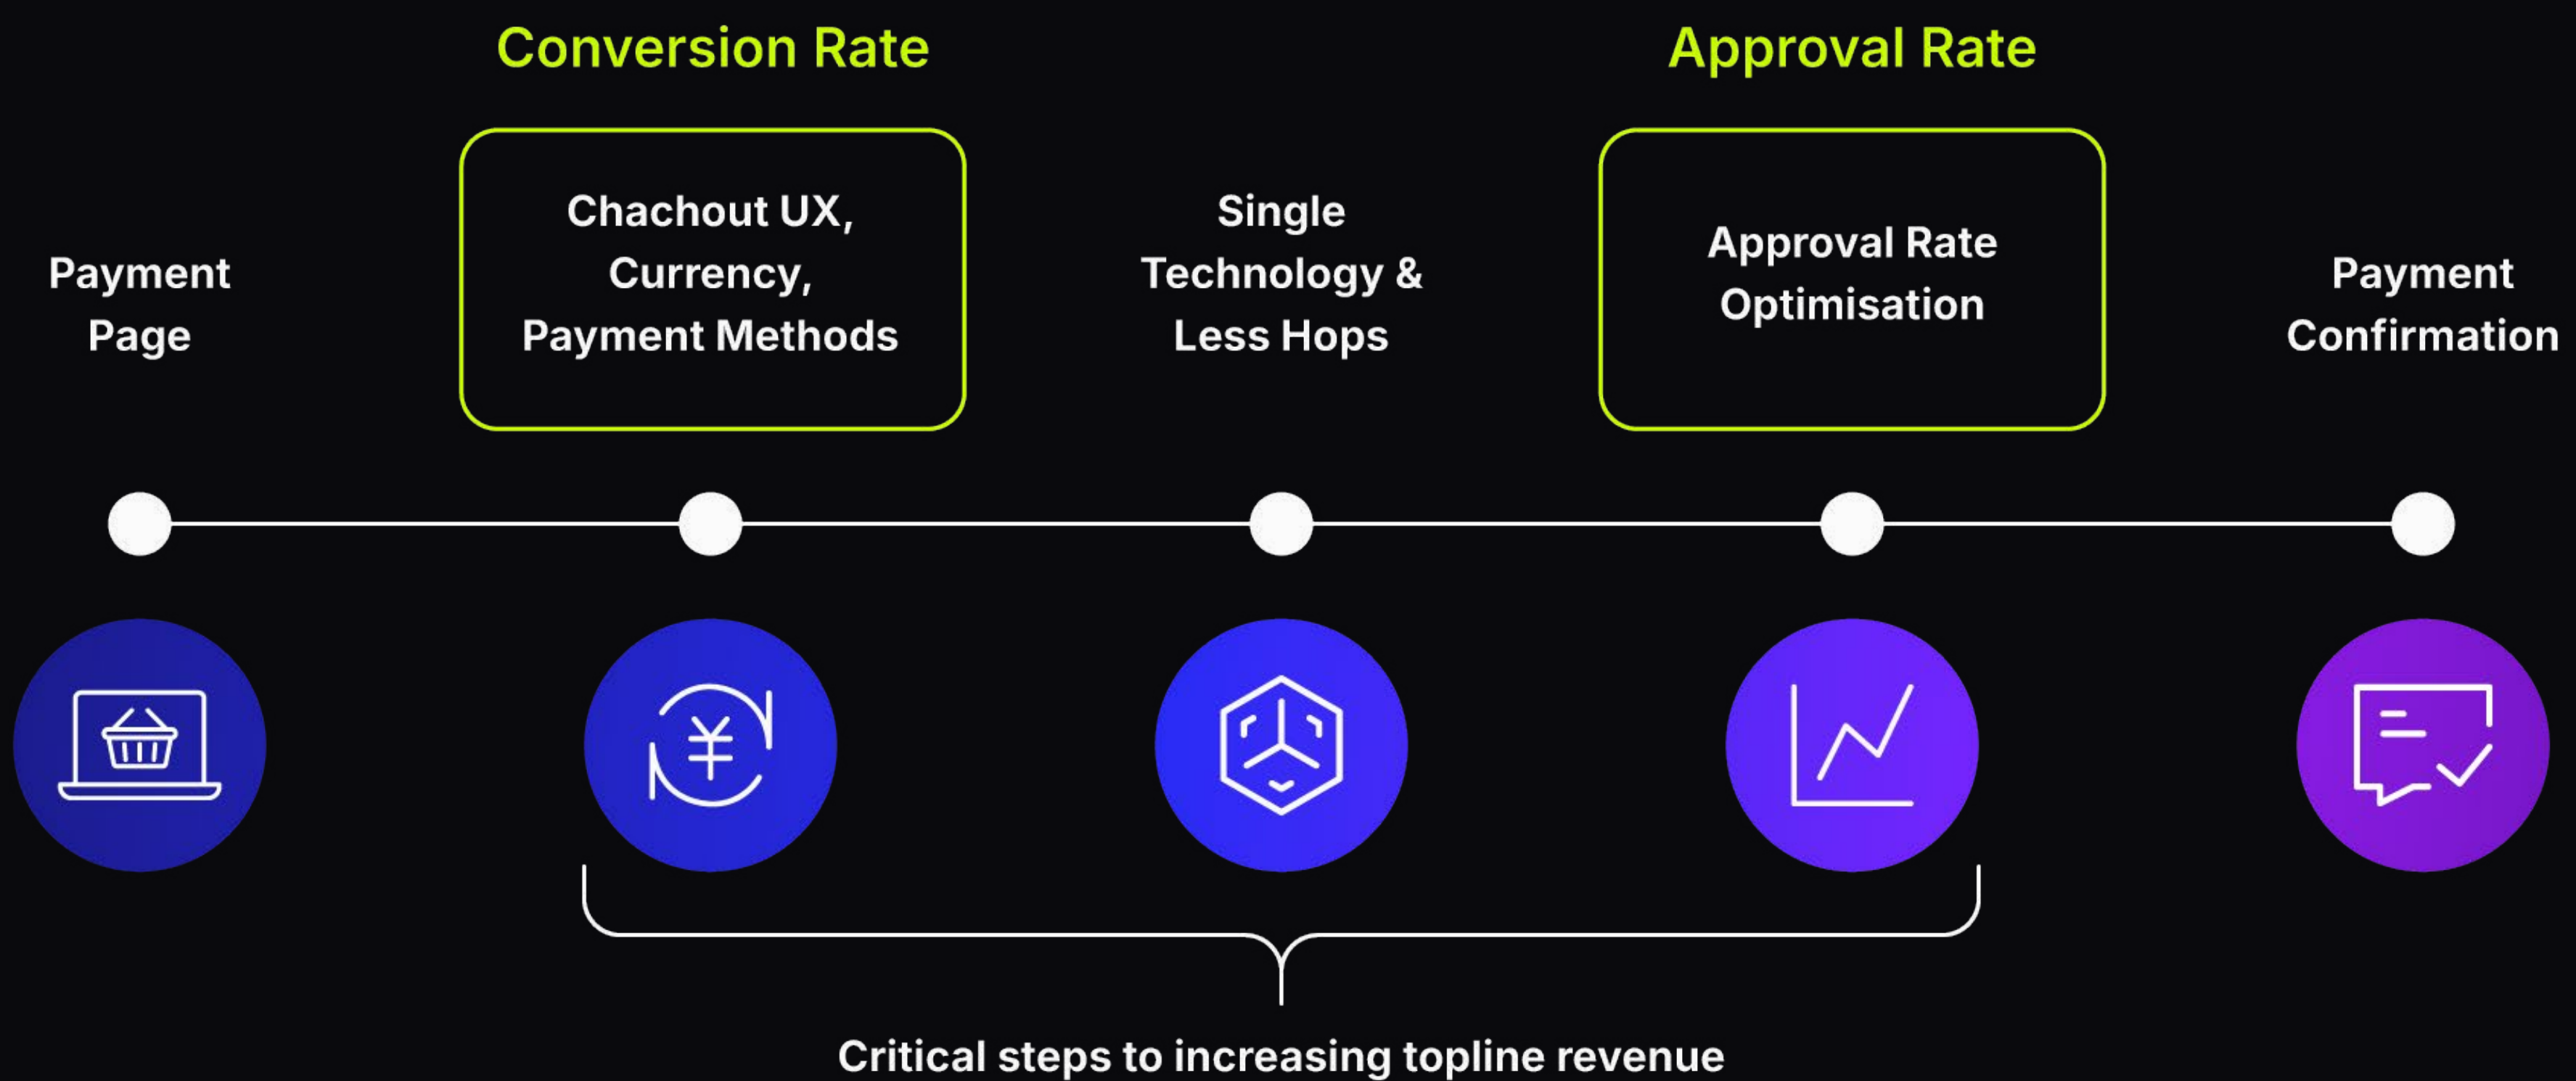 Conversion Rate
Approval Rate
Payment
Page
Chachout UX,
Currency,
Payment Methods
Single
Technology &
Less Hops
Approval Rate
Optimisation
Payment
Confirmation
¥
Critical steps to increasing topline revenue